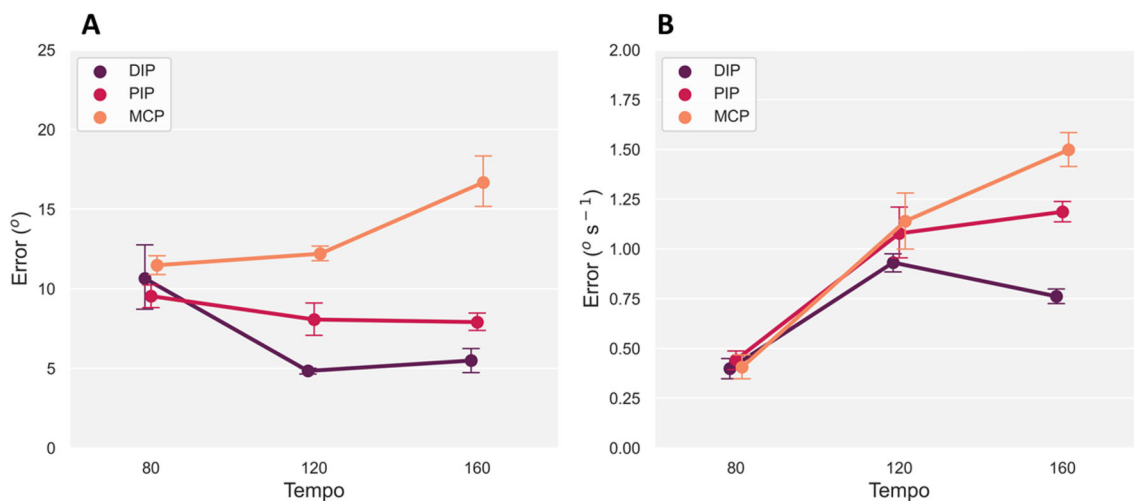 A
25
20
15
10
5
0
Error (º)
DIP
PIP
MCP
80
120
160
Tempo
B
2.00
1.75
1.50
1.25
1.00
0.75
0.50
0.25
0.00
Error (º s⁻¹)
DIP
PIP
MCP
80
120
160
Tempo